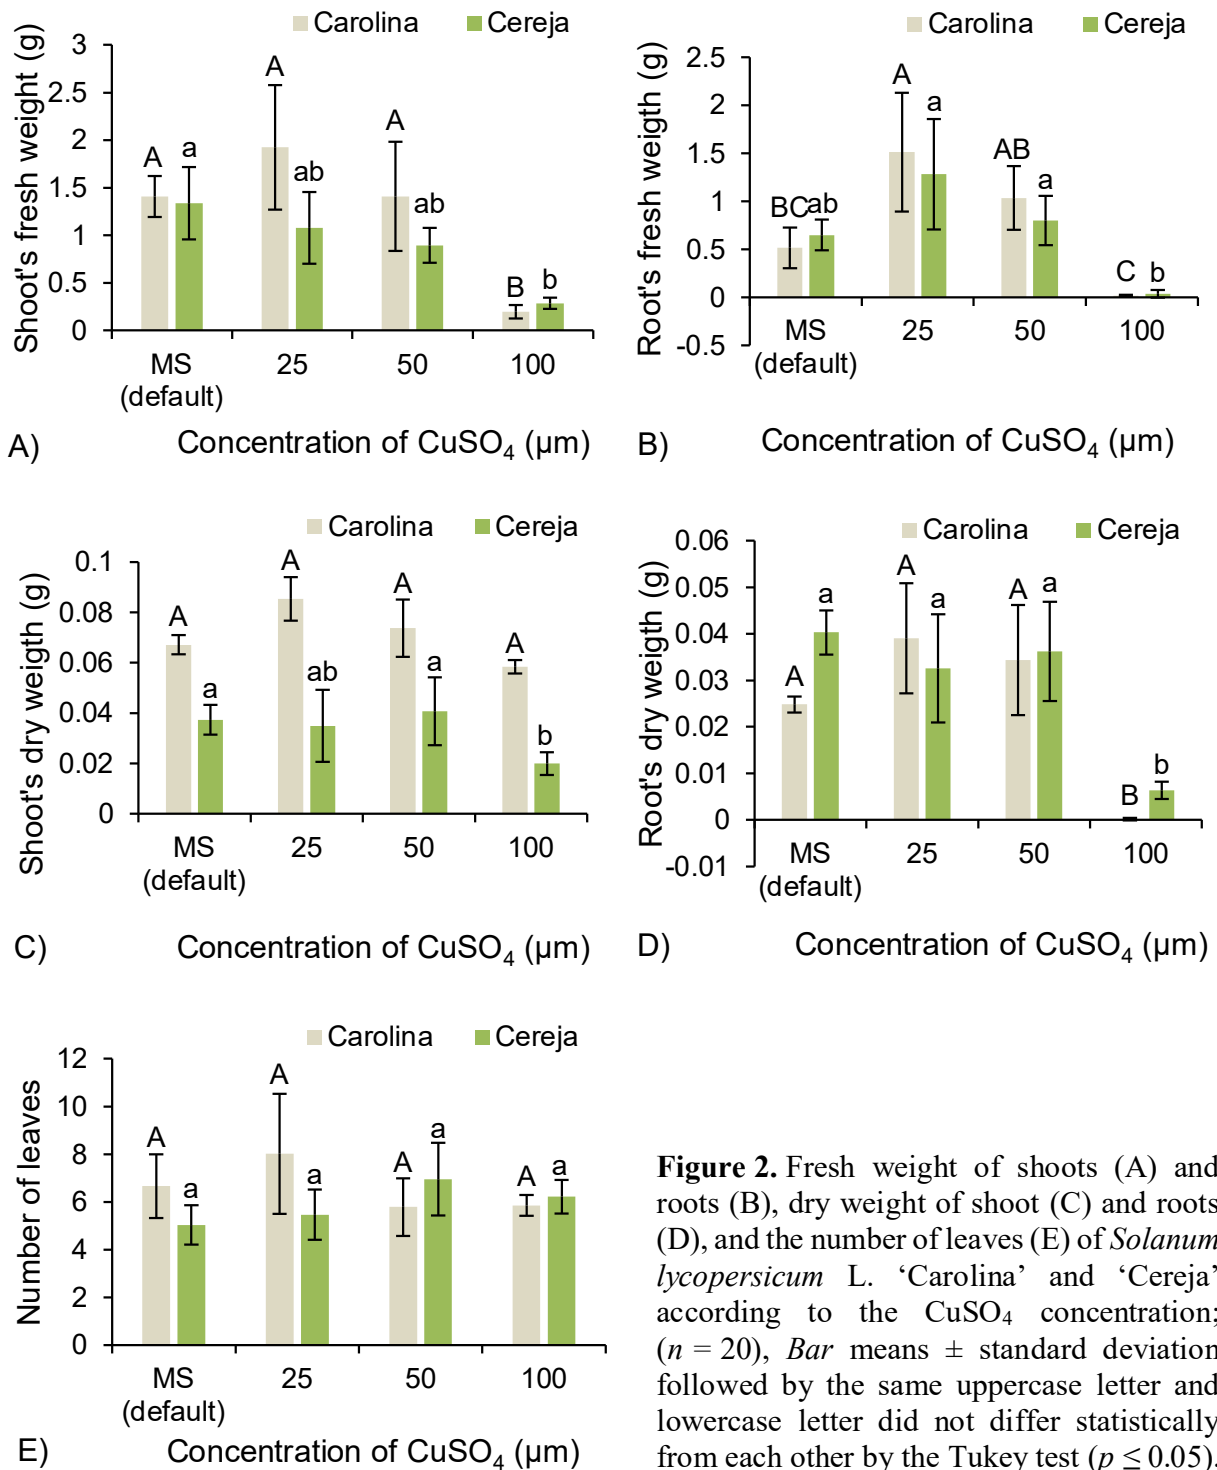 Carolina Cereja
Shoot's fresh weight (g)
3
2.5
2
1.5
1
0.5
0
A a A ab A ab B b
MS
(default)
25 50 100
A) Concentration of CuSO4 (µm)
Carolina Cereja
Root's fresh weigth (g)
2.5
2
1.5
1
0.5
0
-0.5
BC ab A a AB a C b
MS
(default)
25 50 100
B) Concentration of CuSO4 (µm)
Carolina Cereja
Shoot's dry weigth (g)
0.1
0.08
0.06
0.04
0.02
0
A a A ab A a A b
MS
(default)
25 50 100
C) Concentration of CuSO4 (µm)
Carolina Cereja
Root's dry weigth (g)
0.06
0.05
0.04
0.03
0.02
0.01
0
-0.01
A a A a A a B b
MS
(default)
25 50 100
D) Concentration of CuSO4 (µm)
Carolina Cereja
Number of leaves
12
10
8
6
4
2
0
A a A a A a A a
MS
(default)
25 50 100
E) Concentration of CuSO4 (µm)
Figure 2. Fresh weight of shoots (A) and
roots (B), dry weight of shoot (C) and roots
(D), and the number of leaves (E) of Solanum
lycopersicum L. ‘Carolina’ and ‘Cereja’
according to the CuSO4 concentration;
(n = 20), Bar means ± standard deviation
followed by the same uppercase letter and
lowercase letter did not differ statistically
from each other by the Tukey test (p ≤ 0.05).